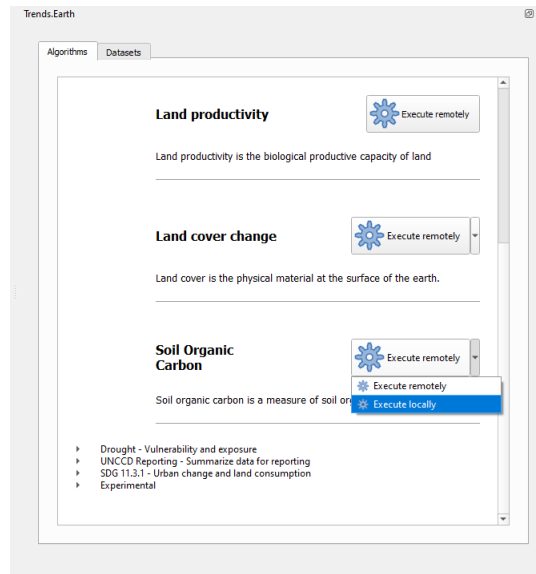 Trends.Earth
Algorithms Datasets
Land productivity
Execute remotely
Land productivity is the biological productive capacity of land
Land cover change
Execute remotely
Land cover is the physical material at the surface of the earth.
Soil Organic
Carbon
Execute remotely
Execute remotely
Execute locally
Soil organic carbon is a measure of soil
Drought - Vulnerability and exposure
UNCCD Reporting - Summarize data for reporting
SDG 11.3.1 - Urban change and land consumption
Experimental